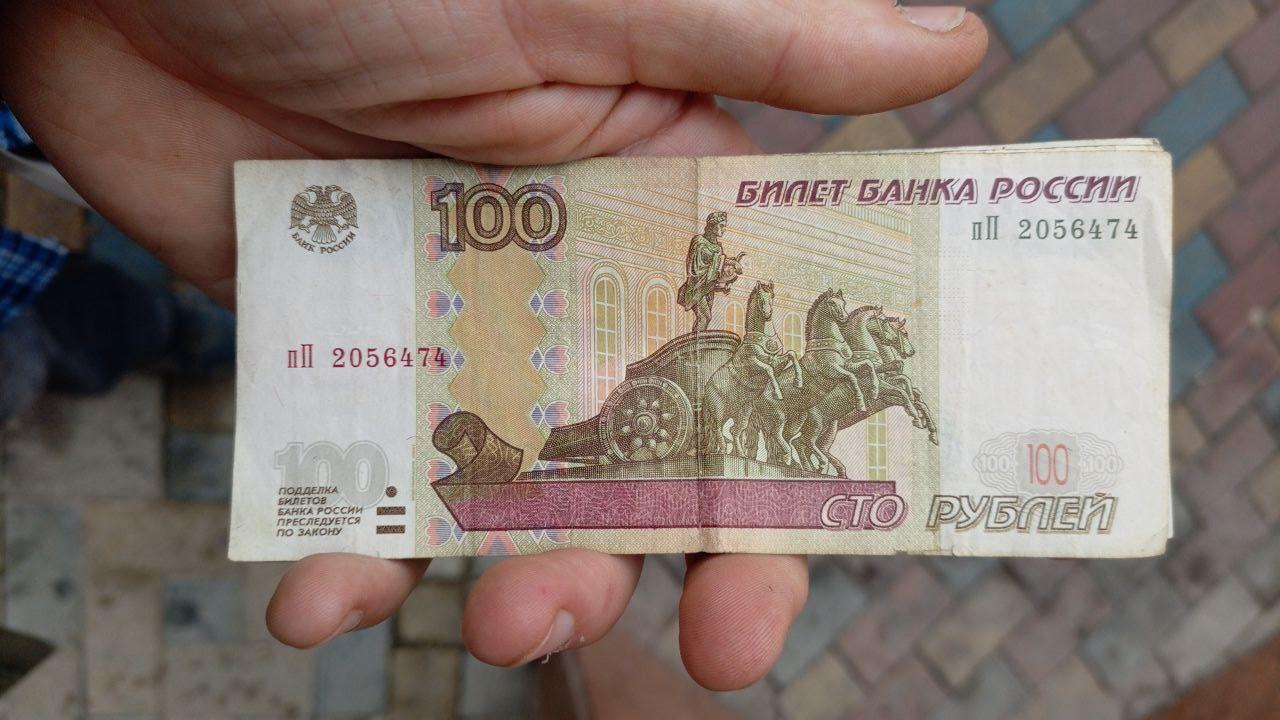 100
БИЛЕТ БАНКА РОССИИ
пП 2056474
БАНК РОССИИ
пП 2056474
100
ПОДДЕЛКА
БИЛЕТОВ
БАНКА РОССИИ
ПРЕСЛЕДУЕТСЯ
ПО ЗАКОНУ
100 100 100
СТО РУБЛЕЙ